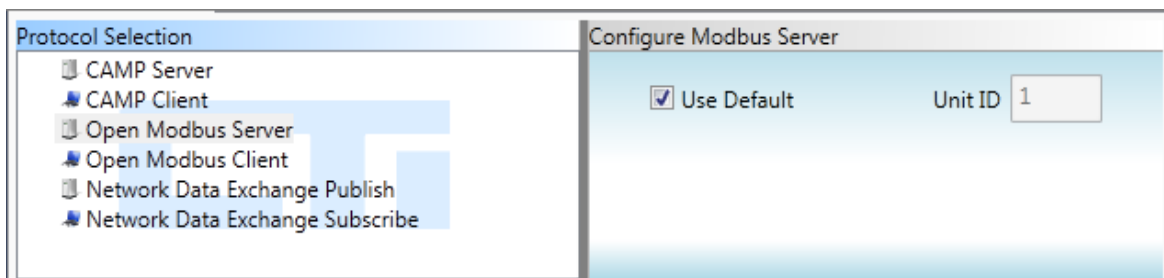 Protocol Selection
CAMP Server
CAMP Client
Open Modbus Server
Open Modbus Client
Network Data Exchange Publish
Network Data Exchange Subscribe
Configure Modbus Server
Use Default Unit ID 1